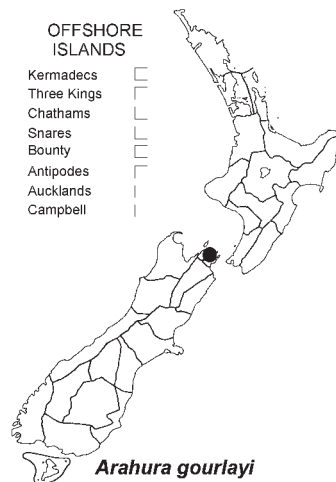 OFFSHORE
ISLANDS
Kermadecs
Three Kings
Chathams
Snares
Bounty
Antipodes
Aucklands
Campbell
Arahura gourlayi